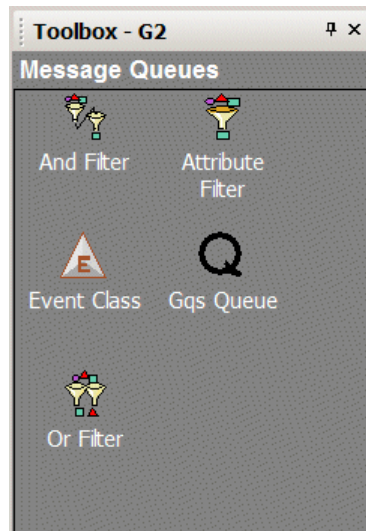 Toolbox - G2
Message Queues
And Filter
Attribute
Filter
E
Event Class
Q
Gqs Queue
Or Filter